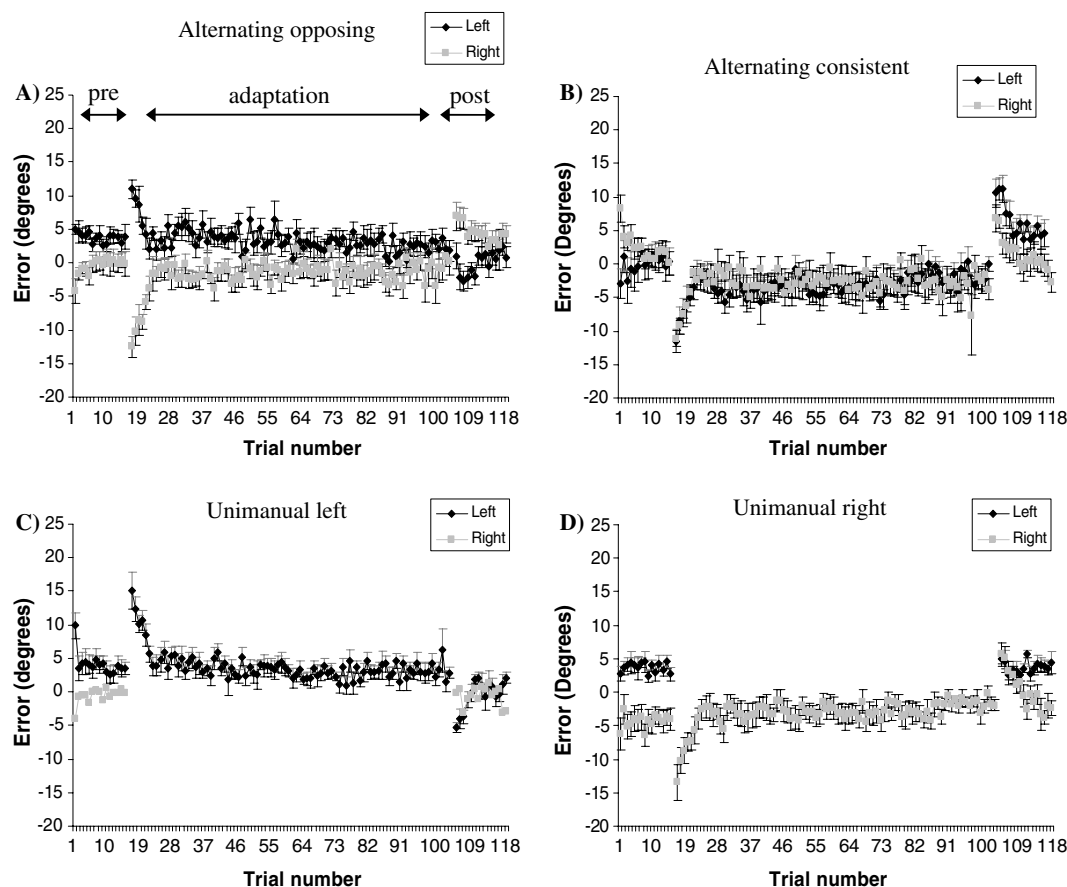 Alternating opposing
Left
Right
A)
pre
adaptation
post
25
20
15
10
5
0
-5
-10
-15
-20
Error (degrees)
1 10 19 28 37 46 55 64 73 82 91 100 109 118
Trial number
Alternating consistent
Left
Right
B)
25
20
15
10
5
0
-5
-10
-15
-20
Error (Degrees)
1 10 19 28 37 46 55 64 73 82 91 100 109 118
Trial number
Unimanual left
Left
Right
C)
25
20
15
10
5
0
-5
-10
-15
-20
Error (degrees)
1 10 19 28 37 46 55 64 73 82 91 100 109 118
Trial number
Unimanual right
Left
Right
D)
25
20
15
10
5
0
-5
-10
-15
-20
Error (Degrees)
1 10 19 28 37 46 55 64 73 82 91 100 109 118
Trial number